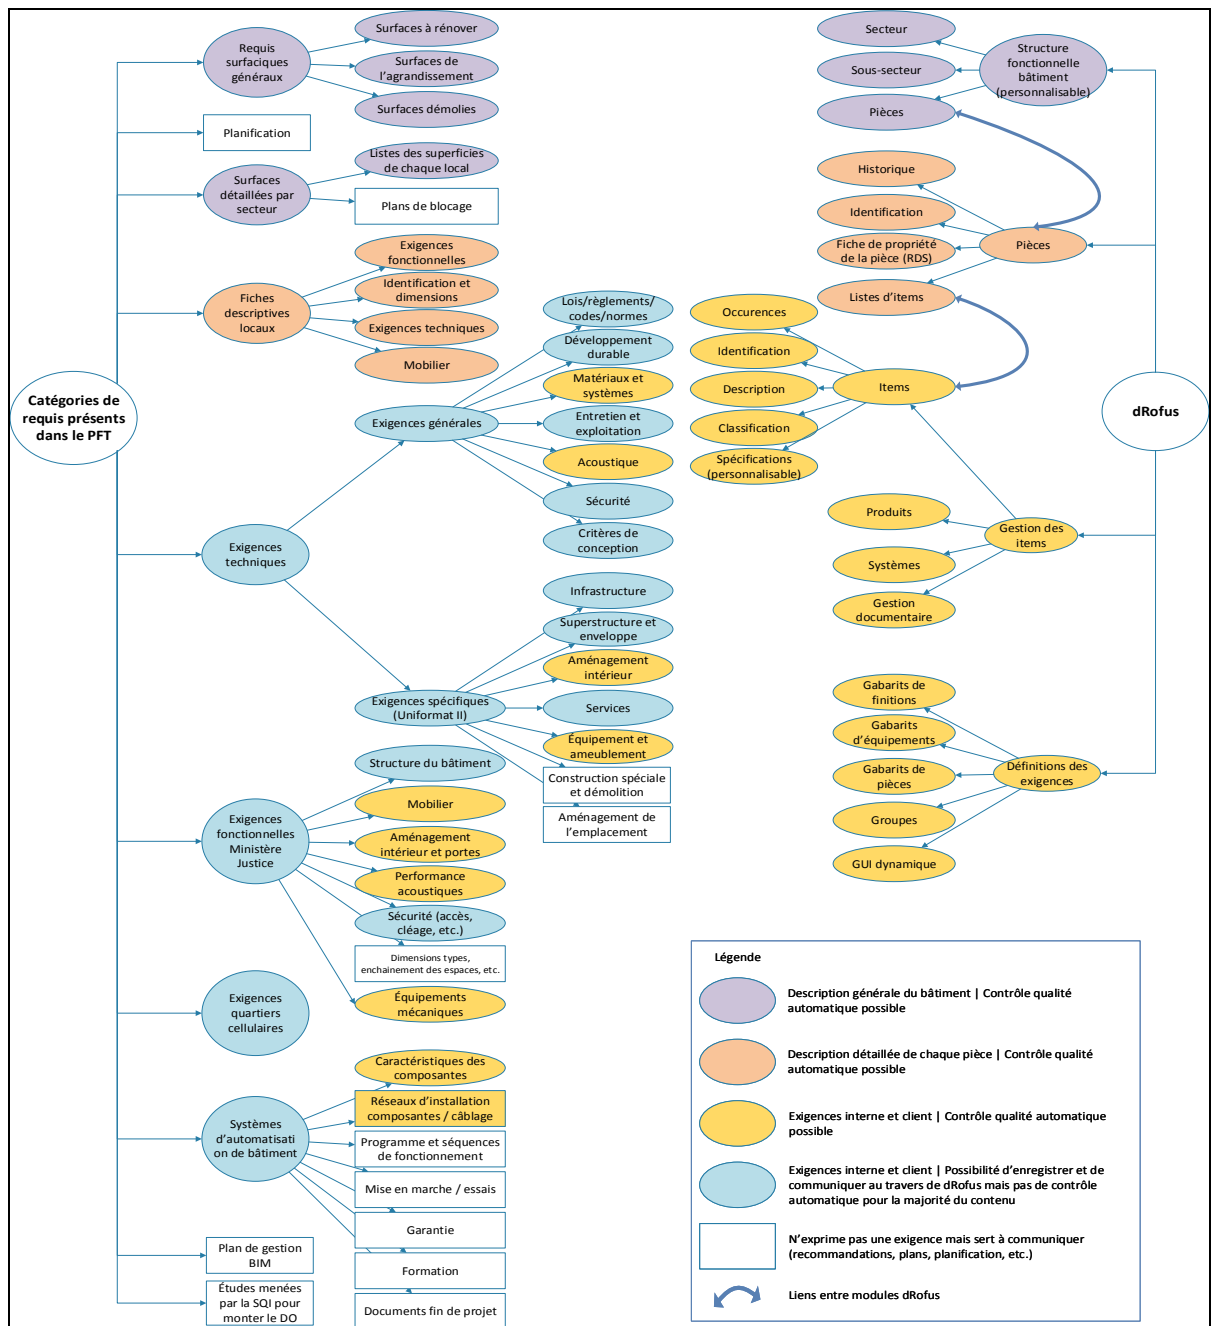 Catégories de
requis présents
dans le PFT
Requis
surfaciques
généraux
Surfaces à rénover
Surfaces de
l'agrandissement
Surfaces démolies
Planification
Surfaces
détaillées par
secteur
Listes des superficies
de chaque local
Plans de blocage
Fiches
descriptives
locaux
Exigences
fonctionnelles
Identification et
dimensions
Exigences techniques
Mobilier
Exigences
techniques
Exigences générales
Lois/règlements/
codes/normes
Développement
durable
Matériaux et
systèmes
Entretien et
exploitation
Acoustique
Sécurité
Critères de
conception
Exigences spécifiques
(Uniformat II)
Infrastructure
Superstructure et
enveloppe
Aménagement
intérieur
Services
Équipement et
ameublement
Construction spéciale
et démolition
Aménagement de
l'emplacement
Exigences
fonctionnelles
Ministère
Justice
Structure du bâtiment
Mobilier
Aménagement
intérieur et portes
Performance
acoustiques
Sécurité (accès,
cléage, etc.)
Dimensions types,
enchainement des espaces, etc.
Équipements
mécaniques
Exigences
quartiers
cellulaires
Systèmes
d'automatisati
on de bâtiment
Caractéristiques des
composantes
Réseaux d'installation
composantes / câblage
Programme et séquences
de fonctionnement
Mise en marche / essais
Garantie
Formation
Documents fin de projet
Plan de gestion
BIM
Études menées
par la SQI pour
monter le DO
dRofus
Structure
fonctionnelle
bâtiment
(personnalisable)
Secteur
Sous-secteur
Pièces
Pièces
Historique
Identification
Fiche de propriété
de la pièce (RDS)
Listes d'items
Items
Occurences
Identification
Description
Classification
Spécifications
(personnalisable)
Gestion des
items
Produits
Systèmes
Gestion
documentaire
Définitions des
exigences
Gabarits de
finitions
Gabarits
d'équipements
Gabarits de
pièces
Groupes
GUI dynamique
Légende
Description générale du bâtiment | Contrôle qualité
automatique possible
Description détaillée de chaque pièce | Contrôle qualité
automatique possible
Exigences interne et client | Contrôle qualité automatique
possible
Exigences interne et client | Possibilité d'enregistrer et de
communiquer au travers de dRofus mais pas de contrôle
automatique pour la majorité du contenu
N'exprime pas une exigence mais sert à communiquer
(recommandations, plans, planification, etc.)
Liens entre modules dRofus